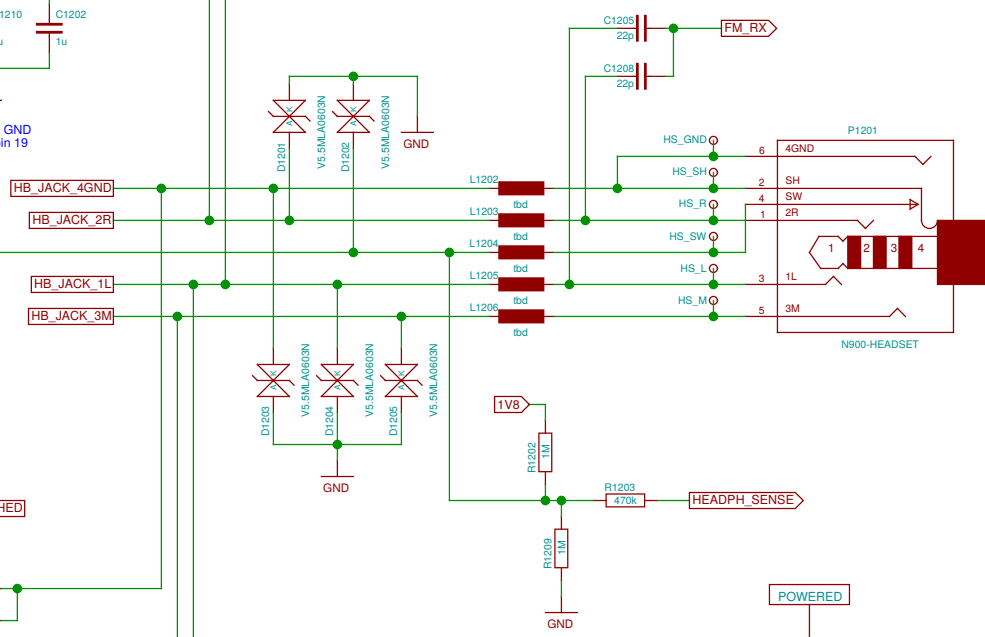 1210
C1202
u
1u
GND
in 19
C1205
22p
FM_RX
C1208
22p
D1201
A K
V5.5MLA0603N
D1202
A K
V5.5MLA0603N
GND
HB_JACK_4GND
HB_JACK_2R
HB_JACK_1L
HB_JACK_3M
L1202
tbd
L1203
tbd
L1204
tbd
L1205
tbd
L1206
tbd
HS_GND
HS_SH
HS_R
HS_SW
HS_L
HS_M
P1201
6 4GND
2 SH
4 SW
1 2R
3 1L
5 3M
1 2 3 4
N900-HEADSET
D1203
A K
V5.5MLA0603N
D1204
A K
V5.5MLA0603N
D1205
A K
V5.5MLA0603N
GND
1V8
R1202
1M
R1203
470k
HEADPH_SENSE
R1209
1M
GND
HED
POWERED